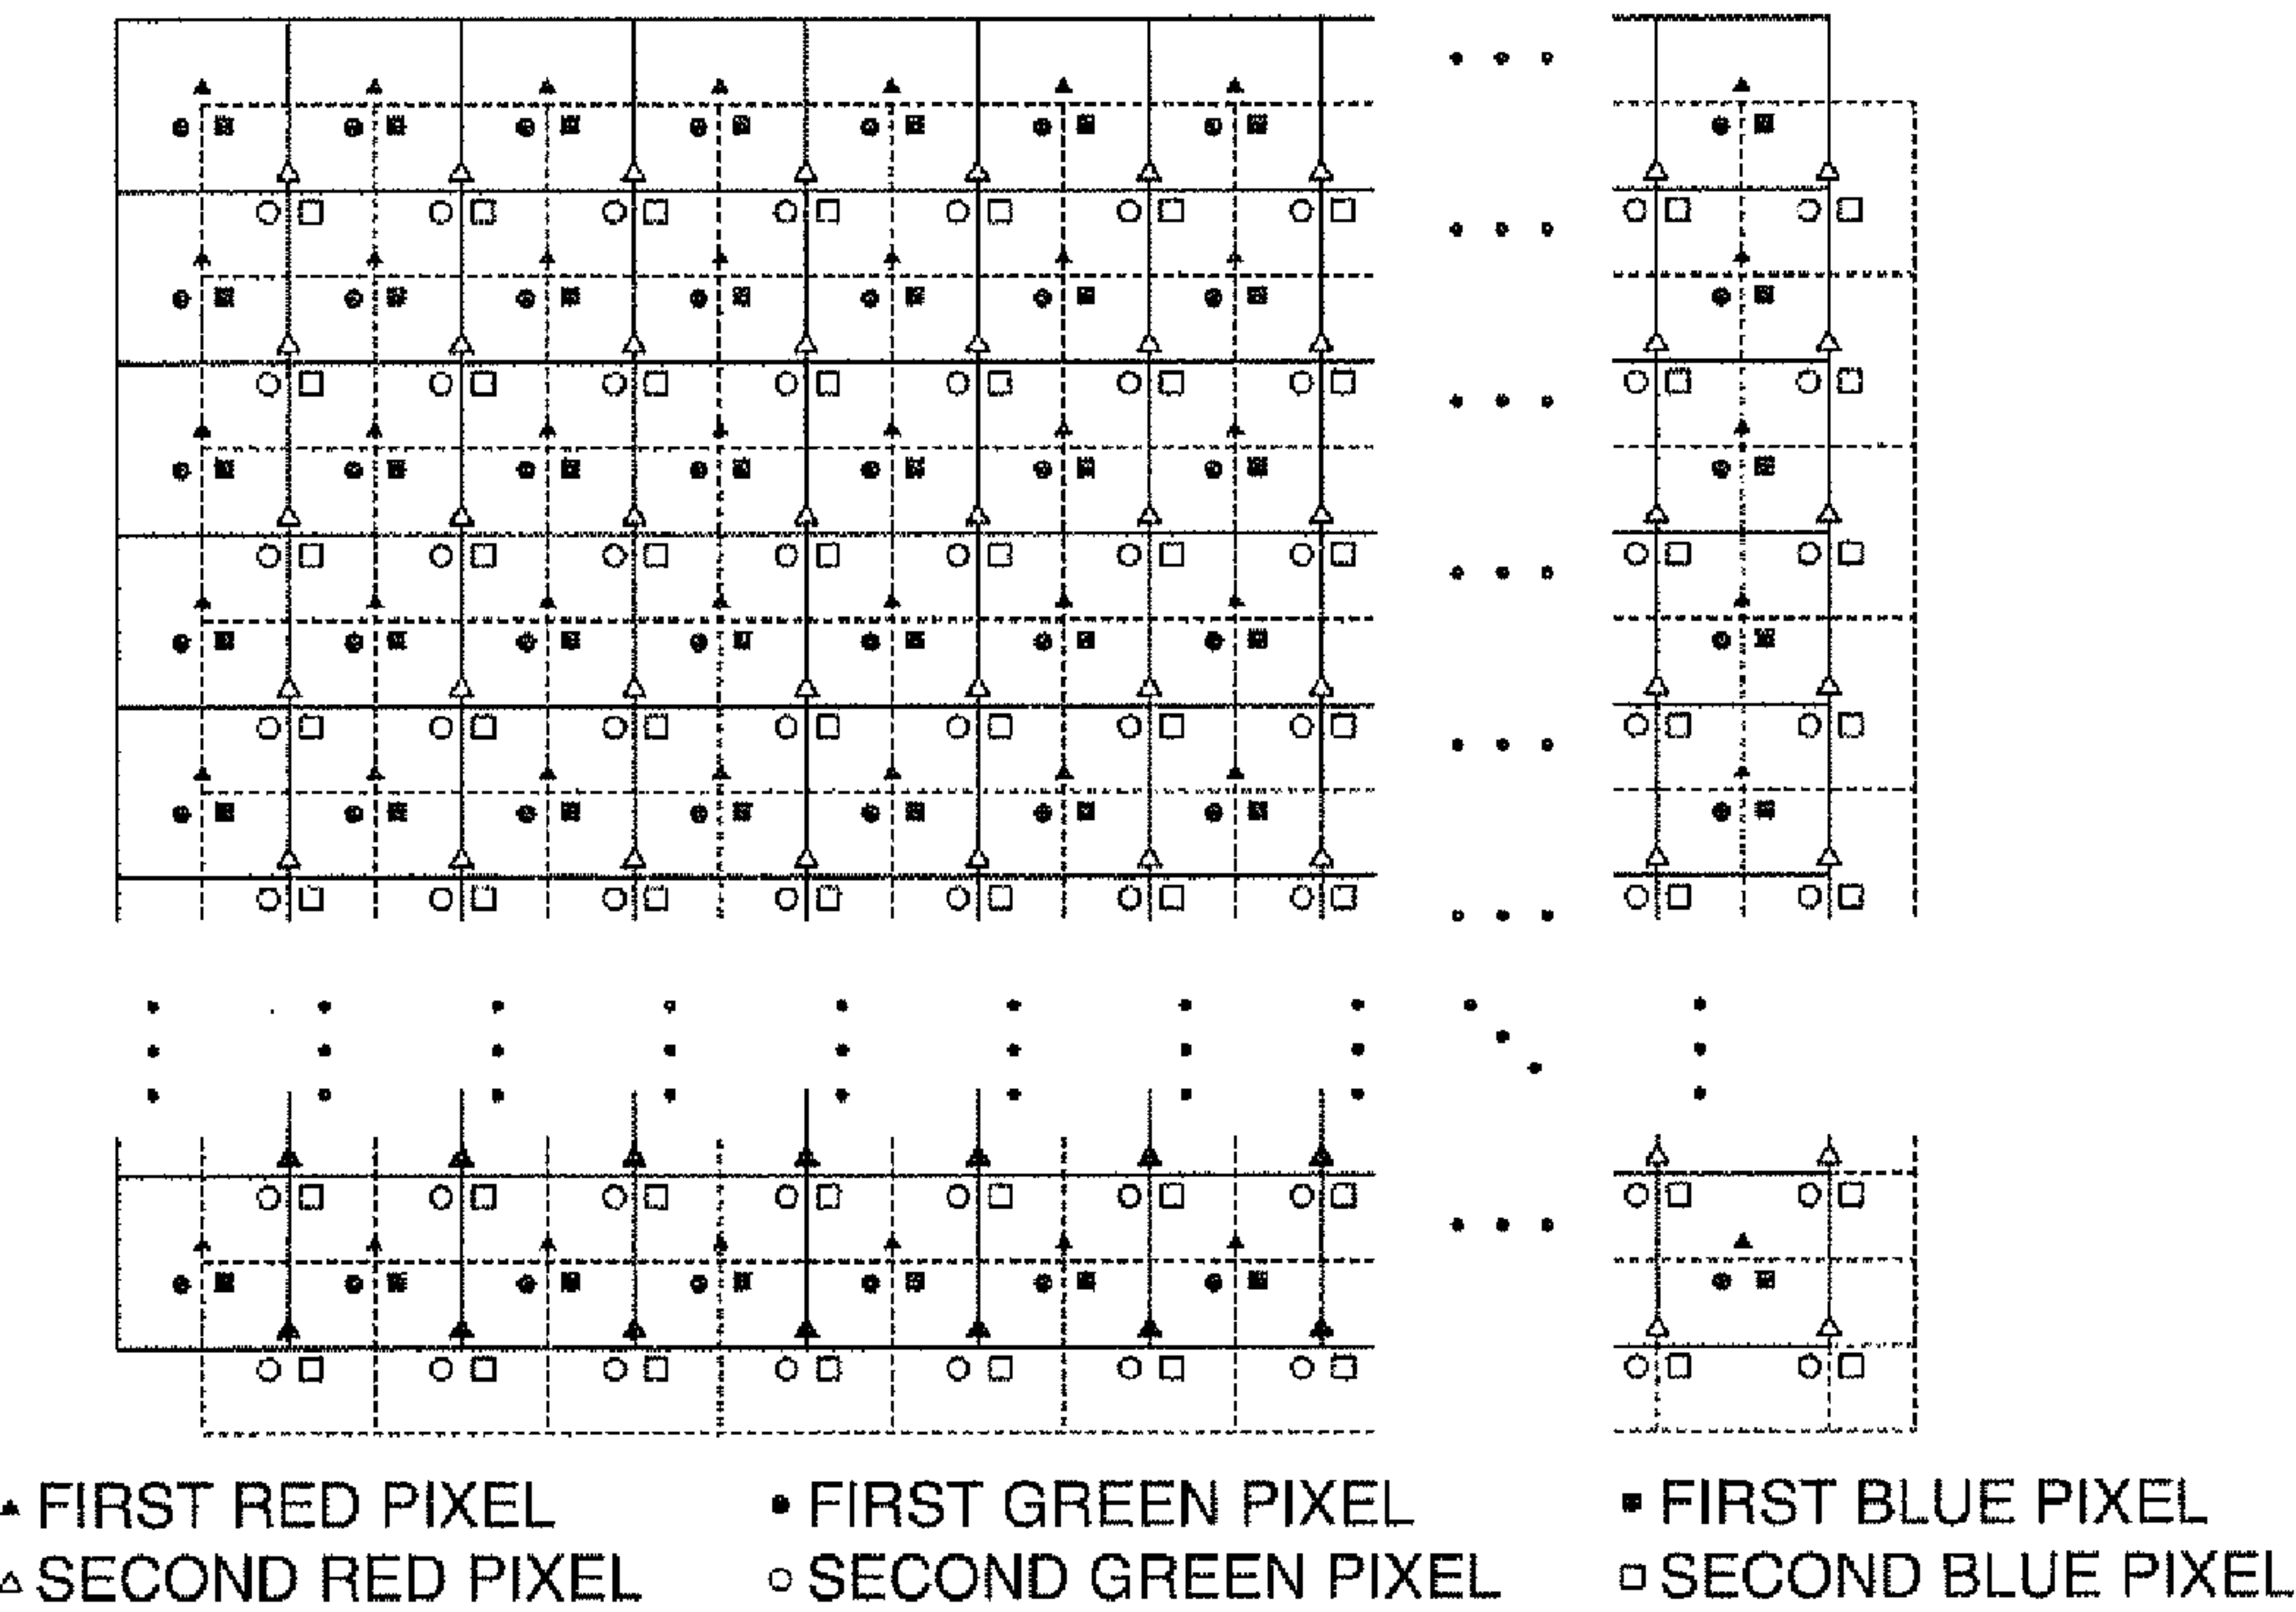 FIRST RED PIXEL
FIRST GREEN PIXEL
FIRST BLUE PIXEL
SECOND RED PIXEL
SECOND GREEN PIXEL
SECOND BLUE PIXEL